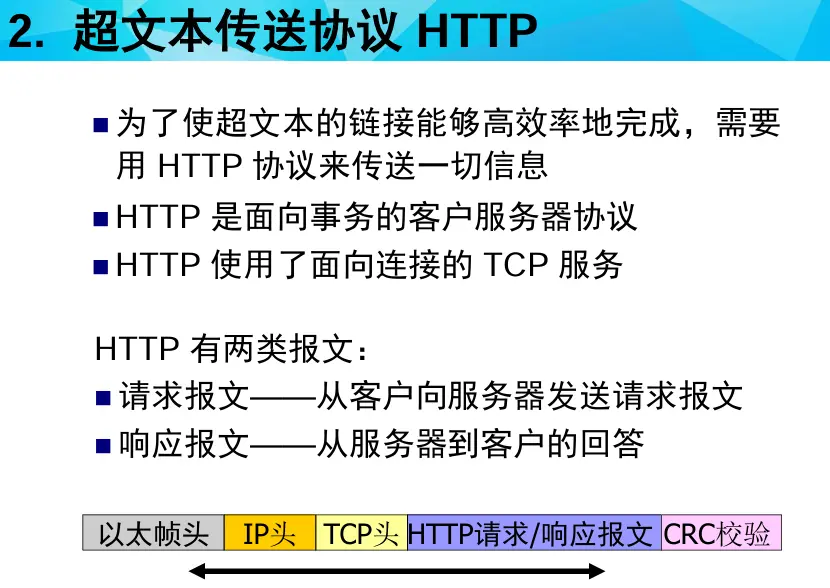 2. 超文本传送协议 HTTP
为了使超文本的链接能够高效率地完成，需要
用 HTTP 协议来传送一切信息
HTTP 是面向事务的客户服务器协议
HTTP 使用了面向连接的 TCP 服务
HTTP 有两类报文：
请求报文——从客户向服务器发送请求报文
响应报文——从服务器到客户的回答
以太帧头 IP头 TCP头 HTTP请求/响应报文 CRC校验